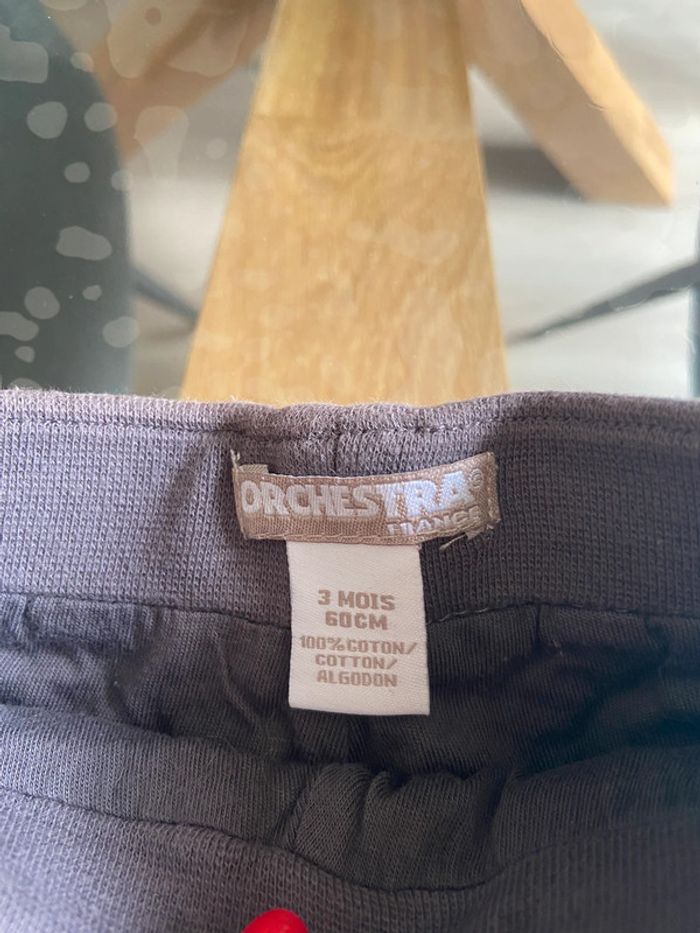 ORCHESTRA®
FRANCE
3 MOIS
60CM
100%COTON/
COTTON/
ALGODON